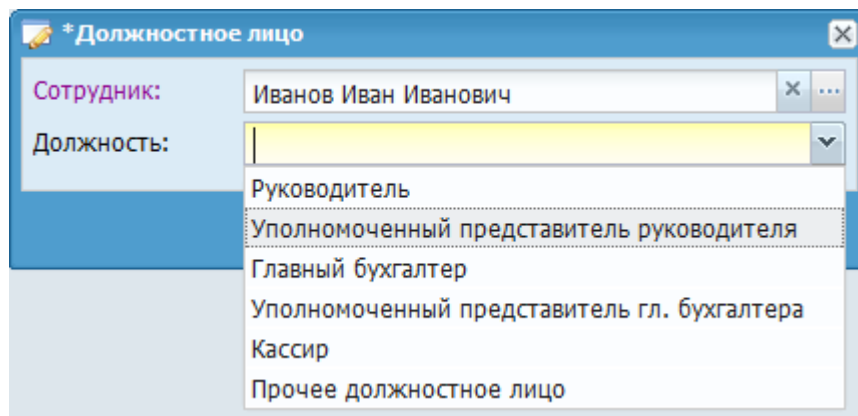 *Должностное лицо
Сотрудник: Иванов Иван Иванович
Должность:
Руководитель
Уполномоченный представитель руководителя
Главный бухгалтер
Уполномоченный представитель гл. бухгалтера
Кассир
Прочее должностное лицо